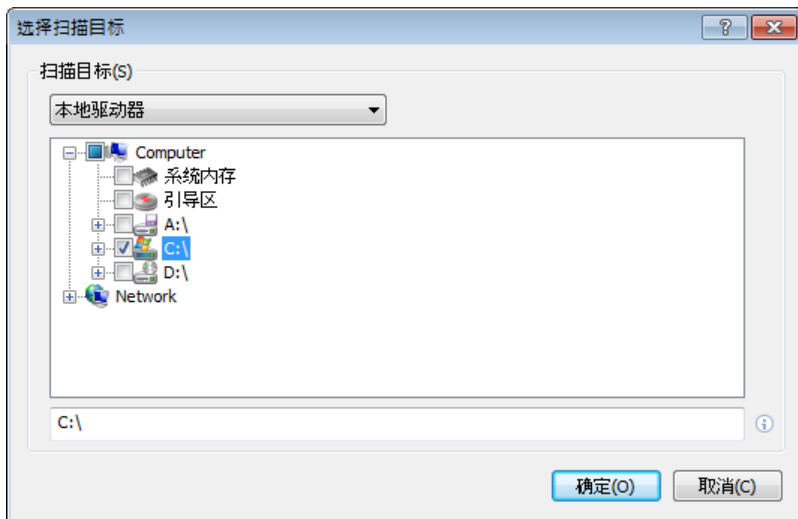 选择扫描目标
扫描目标(S)
本地驱动器
Computer
系统内存
引导区
A:\
C:\
D:\
Network
C:\
确定(O)
取消(C)